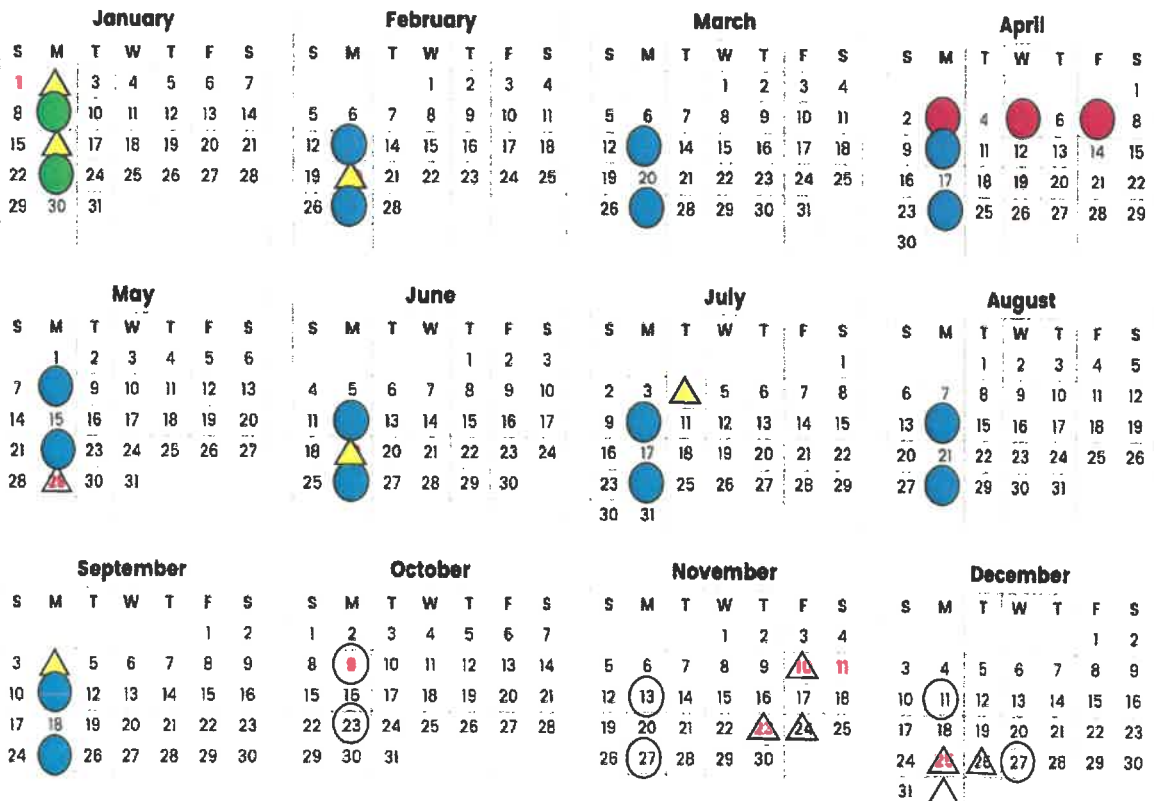 January
S M T W T F S
1 3 4 5 6 7
8 10 11 12 13 14
15 17 18 19 20 21
22 24 25 26 27 28
29 30 31
February
S M T W T F S
1 2 3 4
5 6 7 8 9 10 11
12 14 15 16 17 18
19 21 22 23 24 25
26 28
March
S M T W T F S
1 2 3 4
5 6 7 8 9 10 11
12 14 15 16 17 18
19 20 21 22 23 24 25
26 28 29 30 31
April
S M T W T F S
1
2 4 6 8
9 11 12 13 14 15
16 17 18 19 20 21 22
23 25 26 27 28 29
30
May
S M T W T F S
1 2 3 4 5 6
7 9 10 11 12 13
14 15 16 17 18 19 20
21 23 24 25 26 27
28 30 31
June
S M T W T F S
1 2 3
4 5 6 7 8 9 10
11 13 14 15 16 17
18 20 21 22 23 24
25 27 28 29 30
July
S M T W T F S
1
2 3 5 6 7 8
9 11 12 13 14 15
16 17 18 19 20 21 22
23 25 26 27 28 29
30 31
August
S M T W T F S
1 2 3 4 5
6 7 8 9 10 11 12
13 15 16 17 18 19
20 21 22 23 24 25 26
27 29 30 31
September
S M T W T F S
1 2
3 5 6 7 8 9
10 12 13 14 15 16
17 18 19 20 21 22 23
24 26 27 28 29 30
October
S M T W T F S
1 2 3 4 5 6 7
8 9 10 11 12 13 14
15 16 17 18 19 20 21
22 23 24 25 26 27 28
29 30 31
November
S M T W T F S
1 2 3 4
5 6 7 8 9 10 11
12 13 14 15 16 17 18
19 20 21 22 23 24 25
26 27 28 29 30
December
S M T W T F S
1 2
3 4 5 6 7 8 9
10 11 12 13 14 15 16
17 18 19 20 21 22 23
24 25 26 27 28 29 30
31